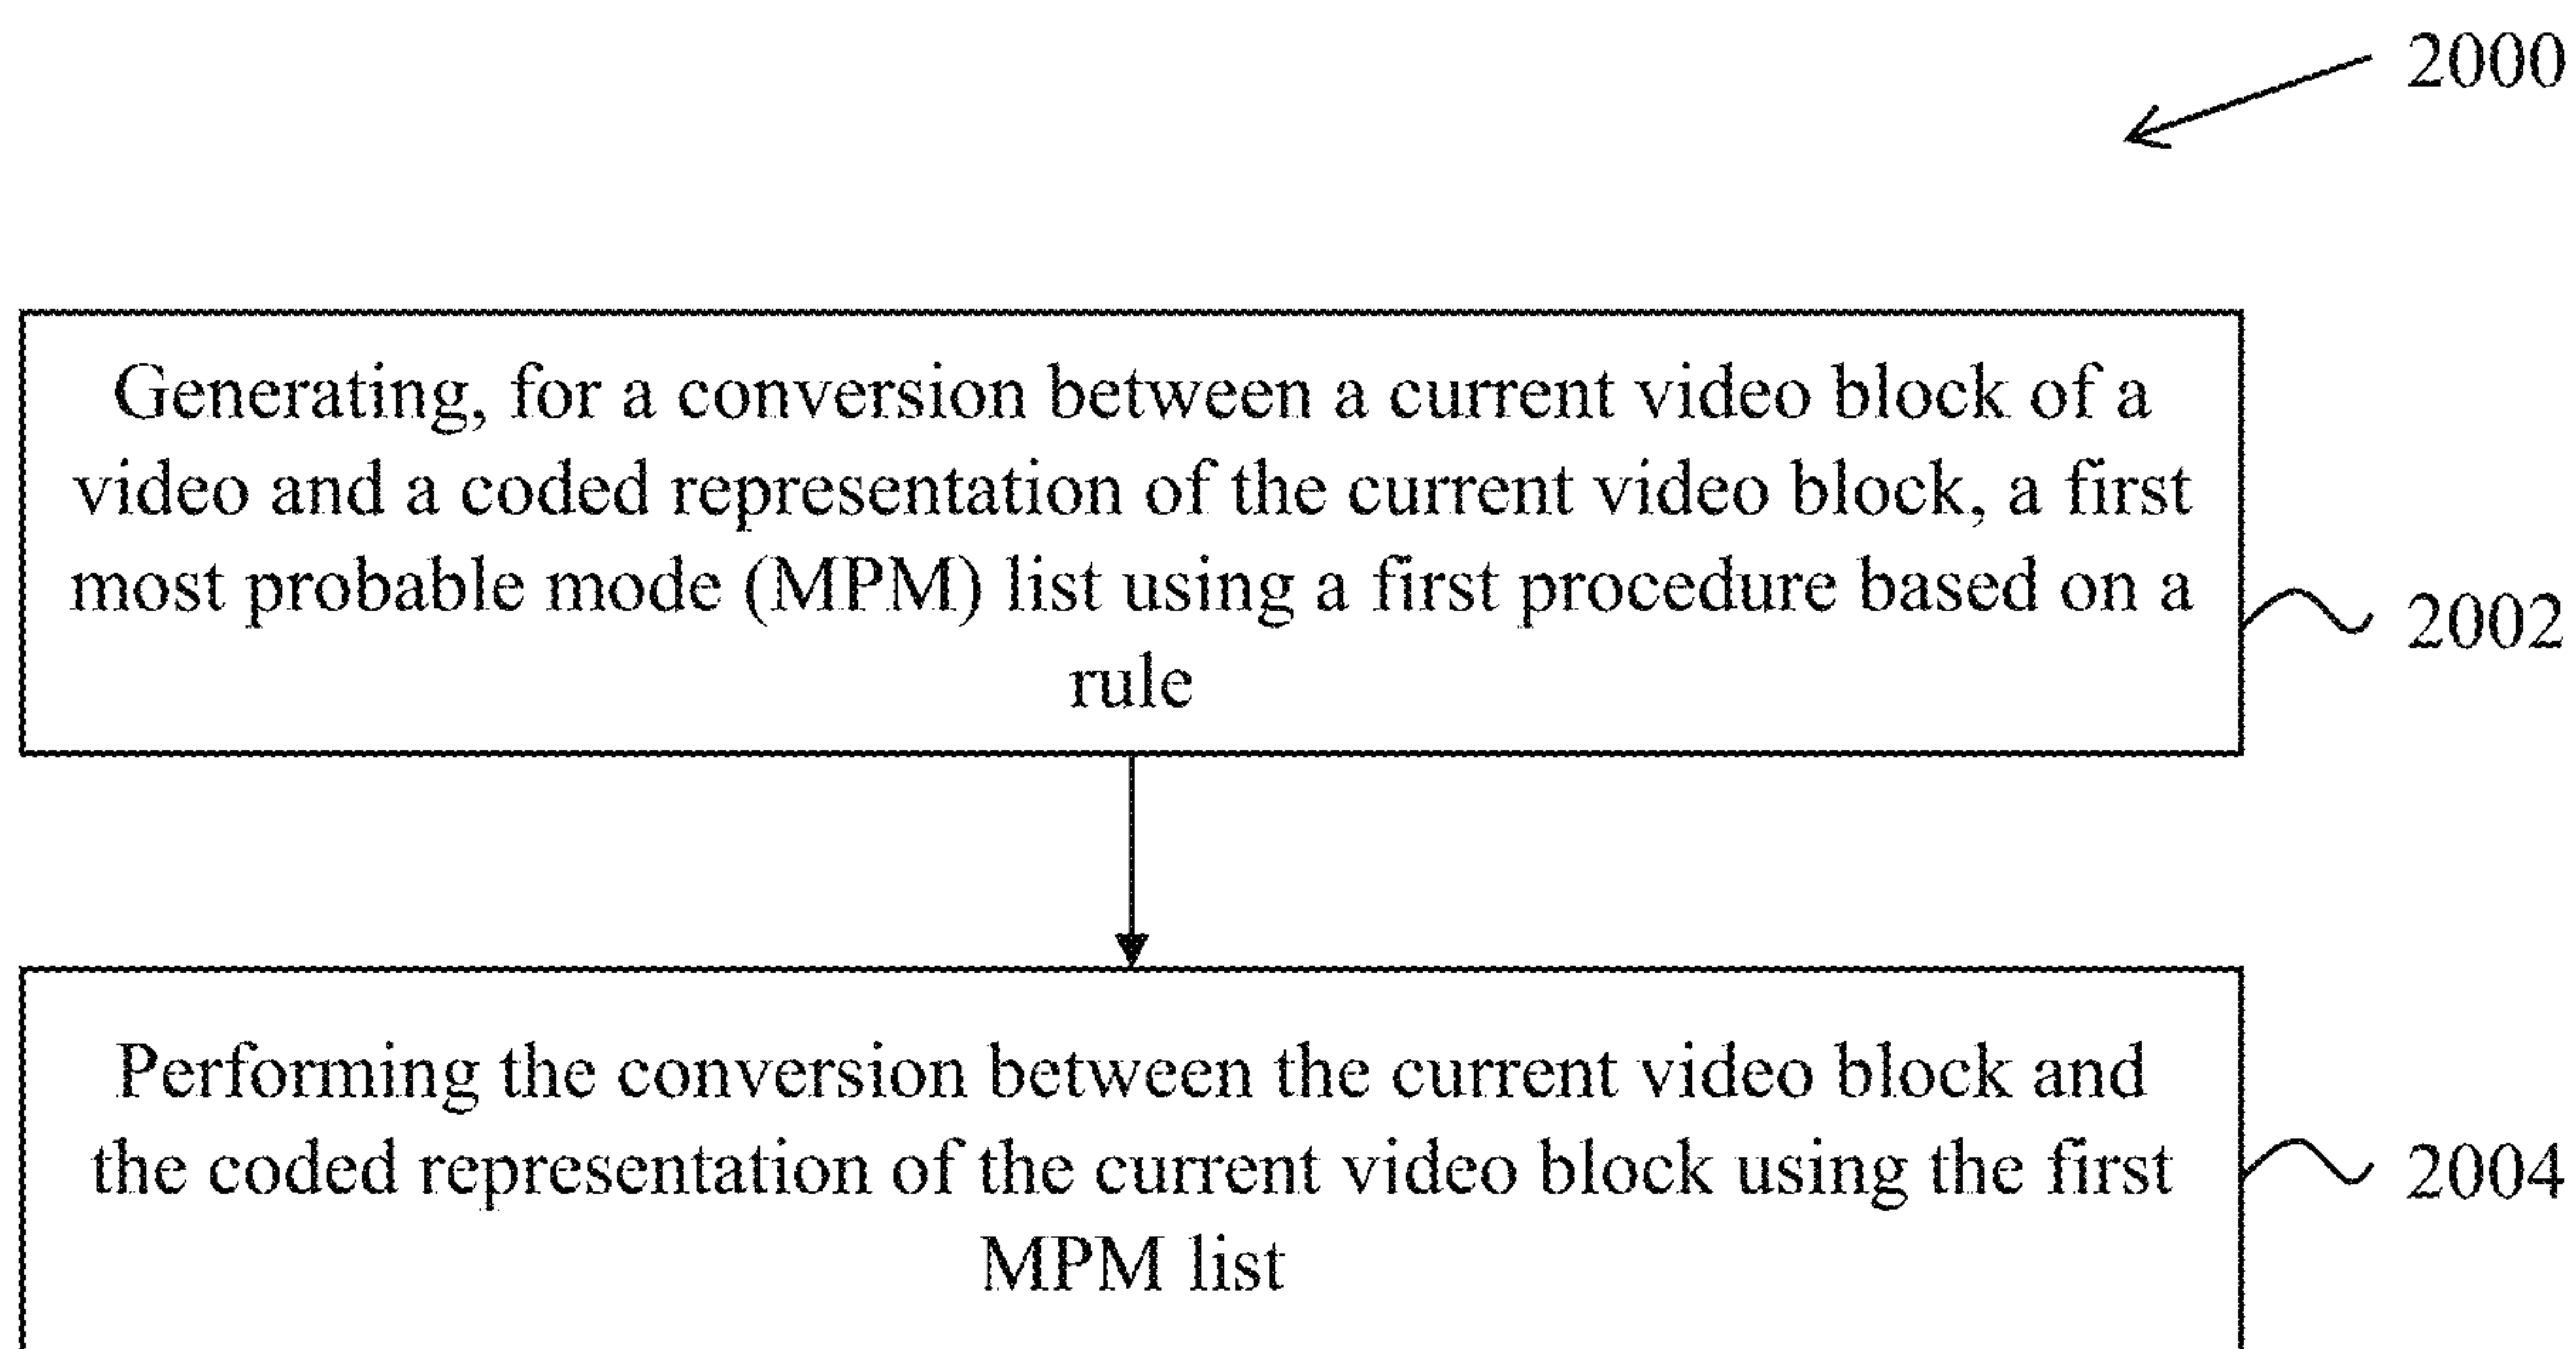 2000
Generating, for a conversion between a current video block of a
video and a coded representation of the current video block, a first
most probable mode (MPM) list using a first procedure based on a
rule
2002
Performing the conversion between the current video block and
the coded representation of the current video block using the first
MPM list
2004